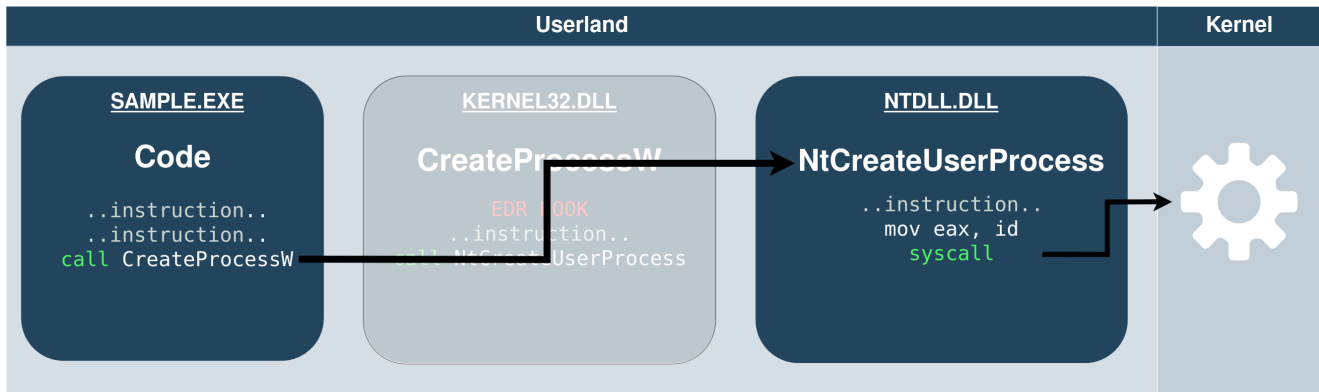 Userland
Kernel
SAMPLE.EXE
Code
..instruction..
..instruction..
call CreateProcessW
KERNEL32.DLL
CreateProcessW
EDR HOOK
..instruction..
call NtCreateUserProcess
NTDLL.DLL
NtCreateUserProcess
..instruction..
mov eax, id
syscall